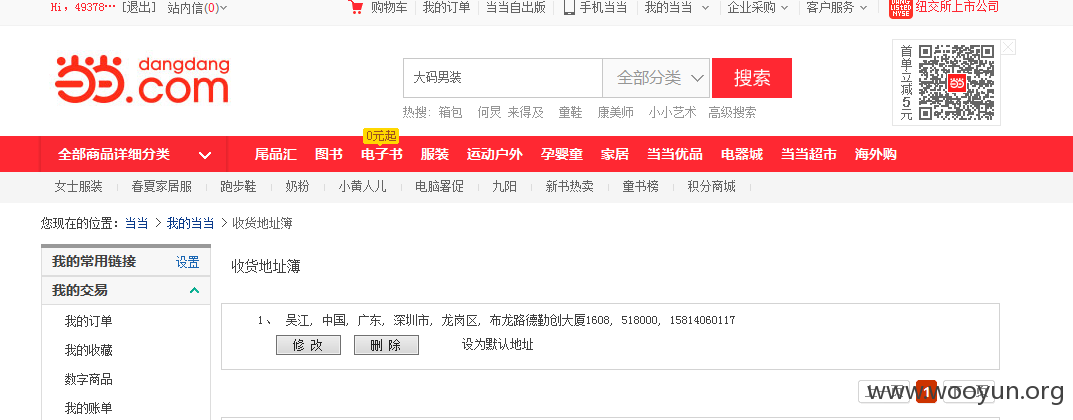 Hi, 49378··· [退出] 站内信(0) 购物车 我的订单 当当自出版 手机当当 我的当当 企业采购 客户服务 纽交所上市公司
DANG LISTED NYSE
dangdang
当当.com
大码男装 全部分类 搜索
热搜: 箱包 何炅 来得及 童鞋 康美师 小小艺术 高级搜索
首单立减5元
0元起
全部商品详细分类 尾品汇 图书 电子书 服装 运动户外 孕婴童 家居 当当优品 电器城 当当超市 海外购
女士服装 春夏家居服 跑步鞋 奶粉 小黄人儿 电脑署促 九阳 新书热卖 童书榜 积分商城
您现在的位置: 当当 > 我的当当 > 收货地址簿
我的常用链接 设置
我的交易
我的订单
我的收藏
数字商品
我的账单
收货地址簿
1、 吴江, 中国, 广东, 深圳市, 龙岗区, 布龙路德勤创大厦1608, 518000, 15814060117
修 改 删 除 设为默认地址
上一页 1 下一页
www.wooyun.org